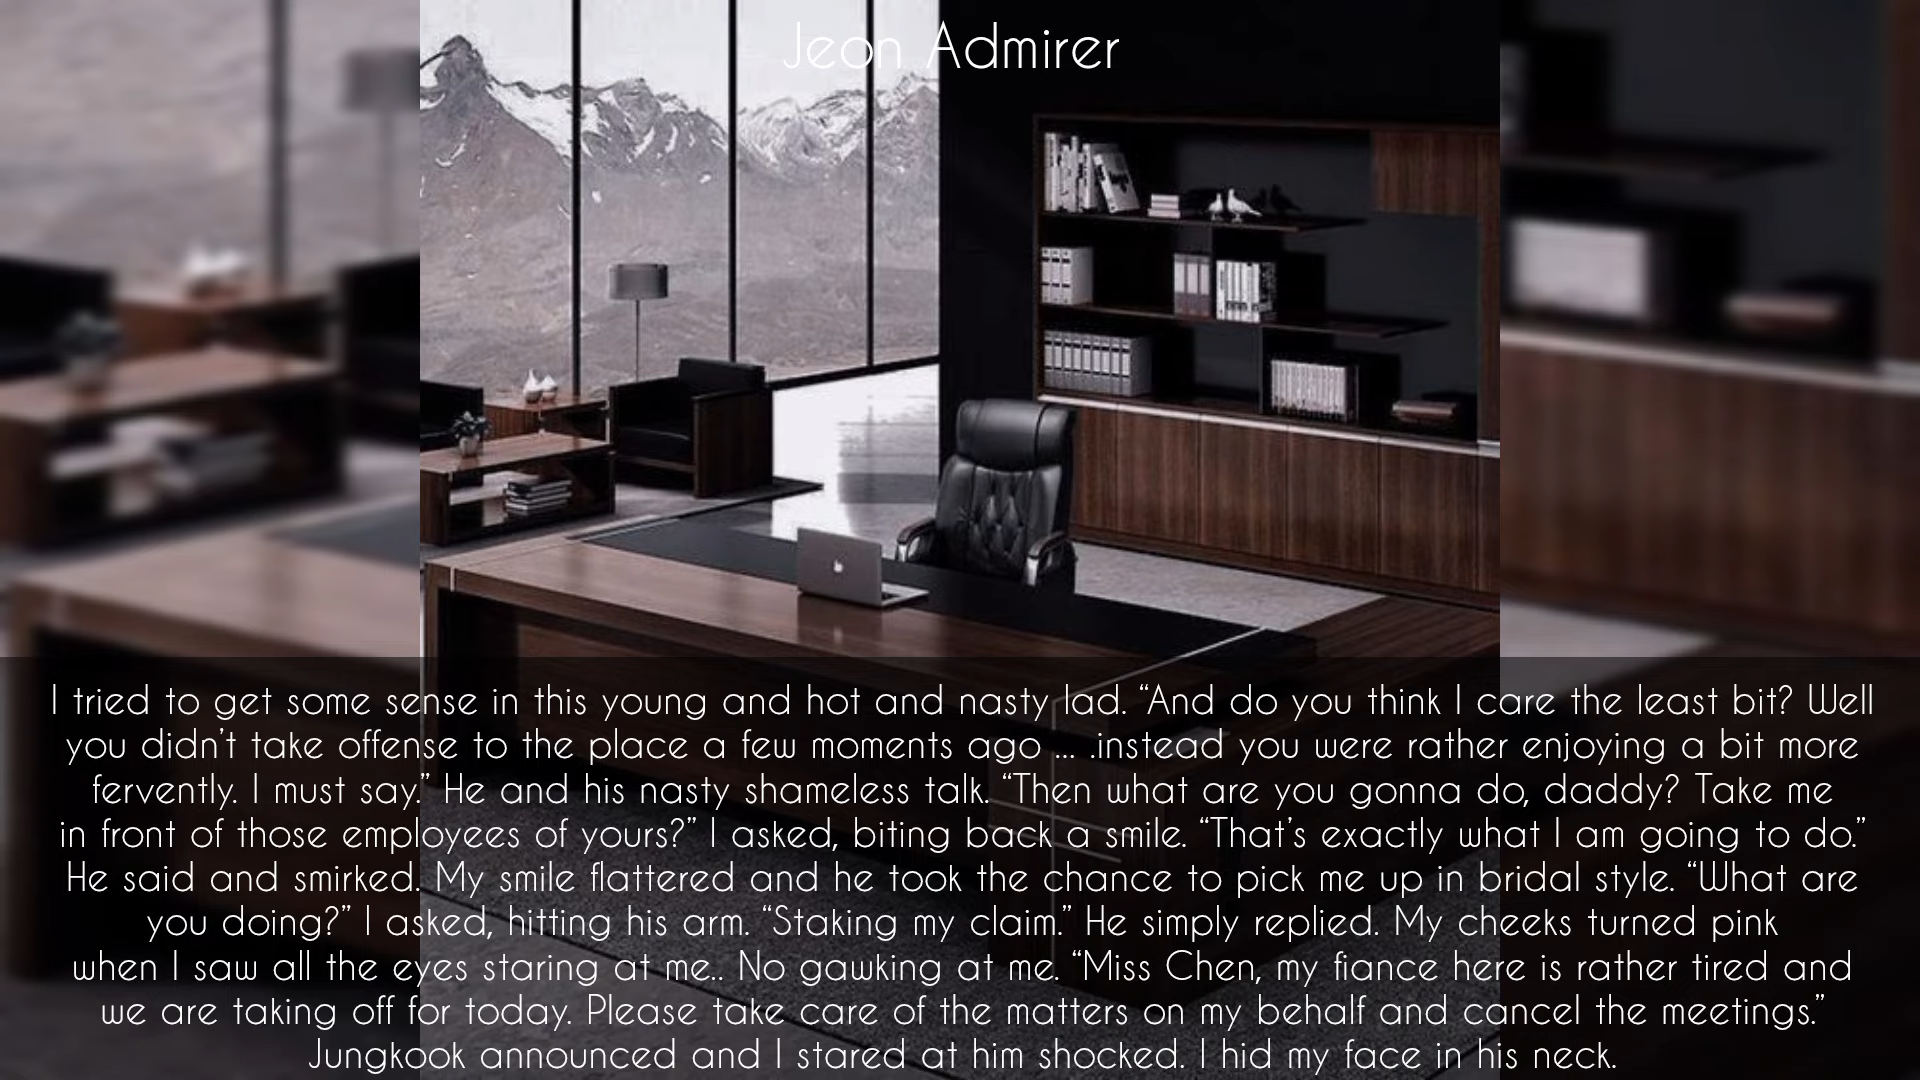 Jeon Admirer
I tried to get some sense in this young and hot and nasty lad. “And do you think I care the least bit? Well
you didn’t take offense to the place a few moments ago ... .instead you were rather enjoying a bit more
fervently. I must say.” He and his nasty shameless talk. “Then what are you gonna do, daddy? Take me
in front of those employees of yours?” I asked, biting back a smile. “That’s exactly what I am going to do.”
He said and smirked. My smile flattered and he took the chance to pick me up in bridal style. “What are
you doing?” I asked, hitting his arm. “Staking my claim.” He simply replied. My cheeks turned pink
when I saw all the eyes staring at me.. No gawking at me. “Miss Chen, my fiance here is rather tired and
we are taking off for today. Please take care of the matters on my behalf and cancel the meetings.”
Jungkook announced and I stared at him shocked. I hid my face in his neck.